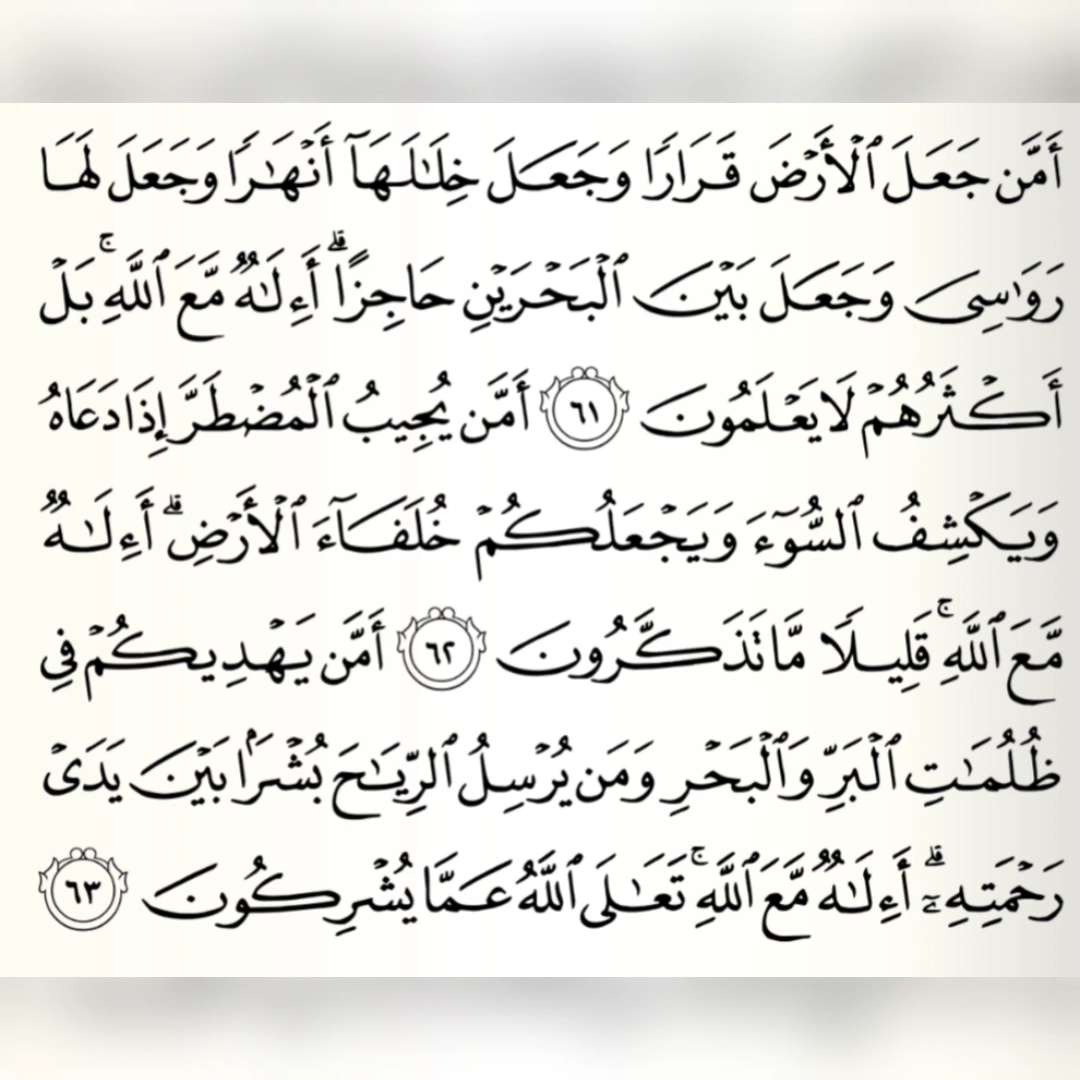 أَمَّن جَعَلَ ٱلْأَرْضَ قَرَارًا وَجَعَلَ خِلَٰلَهَآ أَنْهَٰرًا وَجَعَلَ لَهَا
رَوَٰسِىَ وَجَعَلَ بَيْنَ ٱلْبَحْرَيْنِ حَاجِزًا ۗ أَءِلَٰهٌ مَّعَ ٱللَّهِ ۚ بَلْ
أَكْثَرُهُمْ لَا يَعْلَمُونَ ٦١ أَمَّن يُجِيبُ ٱلْمُضْطَرَّ إِذَا دَعَاهُ
وَيَكْشِفُ ٱلسُّوٓءَ وَيَجْعَلُكُمْ خُلَفَآءَ ٱلْأَرْضِ ۗ أَءِلَٰهٌ
مَّعَ ٱللَّهِ ۚ قَلِيلًا مَّا تَذَكَّرُونَ ٦٢ أَمَّن يَهْدِيكُمْ فِى
ظُلُمَٰتِ ٱلْبَرِّ وَٱلْبَحْرِ وَمَن يُرْسِلُ ٱلرِّيَٰحَ بُشْرًۢا بَيْنَ يَدَىْ
رَحْمَتِهِۦٓ ۗ أَءِلَٰهٌ مَّعَ ٱللَّهِ ۚ تَعَٰلَى ٱللَّهُ عَمَّا يُشْرِكُونَ ٦٣